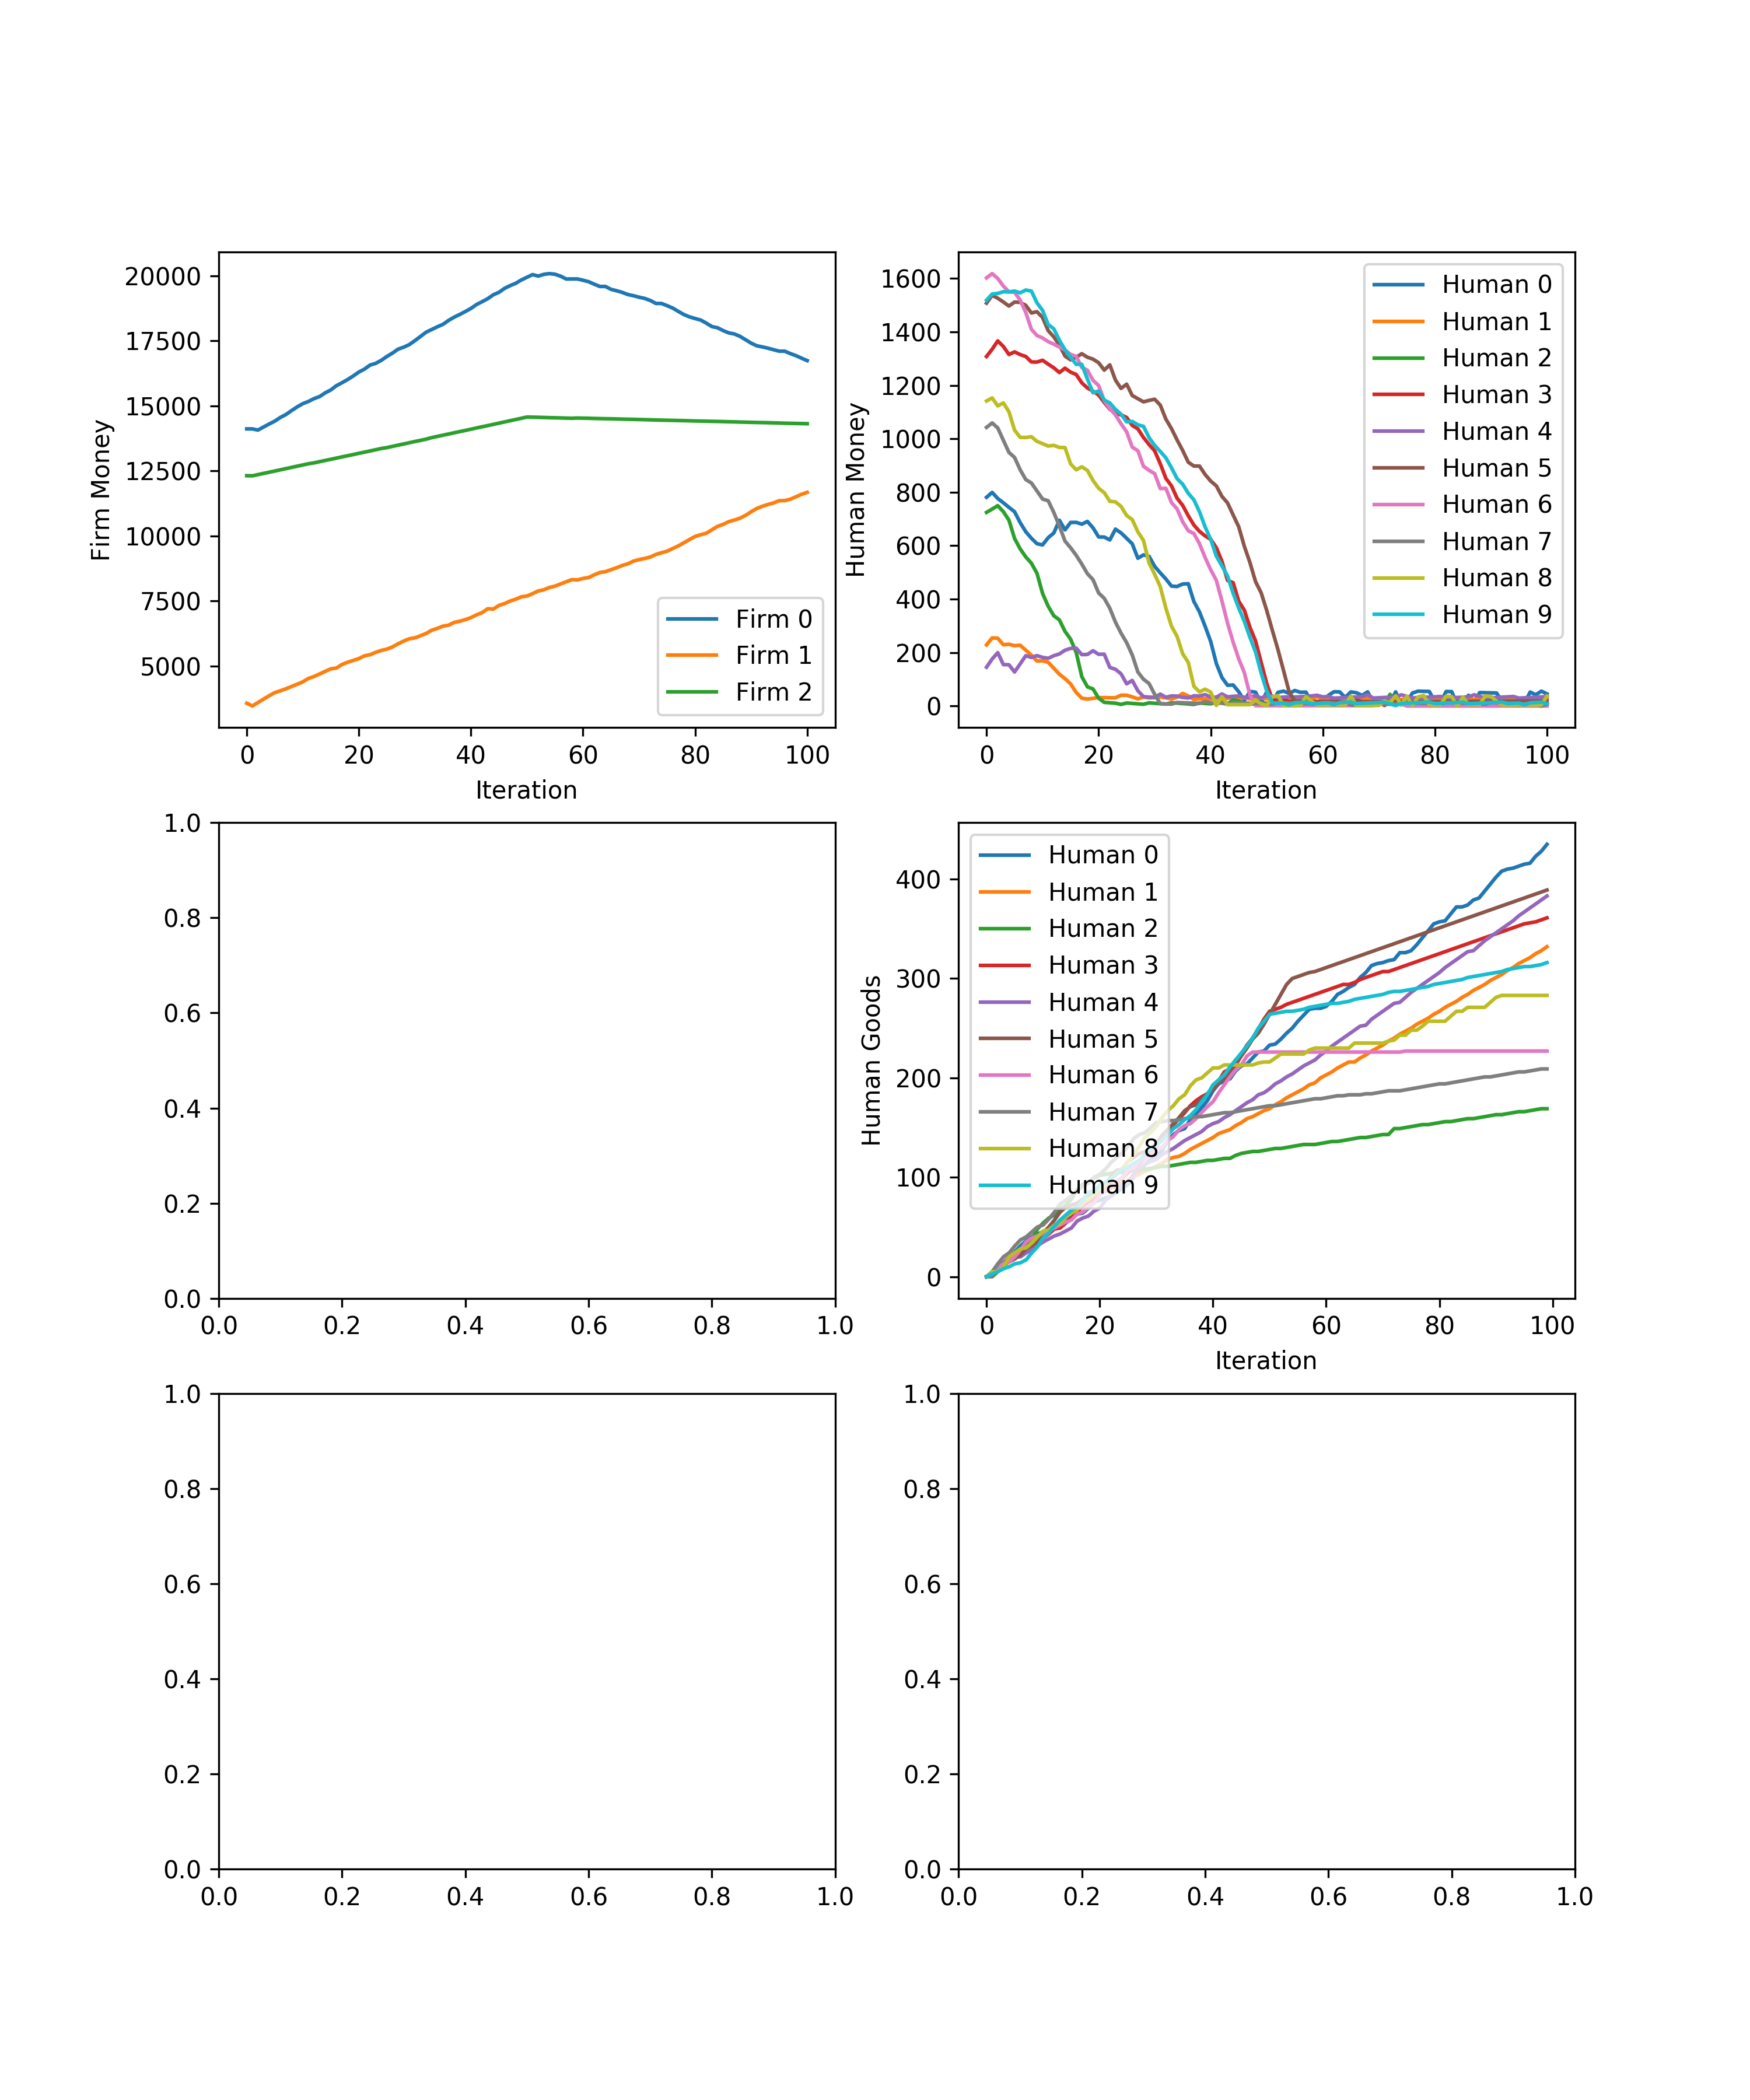 20000
17500
15000
12500
10000
7500
5000
Firm Money
Firm 0
Firm 1
Firm 2
0 20 40 60 80 100
Iteration
1600
1400
1200
1000
800
600
400
200
0
Human Money
Human 0
Human 1
Human 2
Human 3
Human 4
Human 5
Human 6
Human 7
Human 8
Human 9
0 20 40 60 80 100
Iteration
1.0
0.8
0.6
0.4
0.2
0.0
0.0 0.2 0.4 0.6 0.8 1.0
400
300
200
100
0
Human Goods
Human 0
Human 1
Human 2
Human 3
Human 4
Human 5
Human 6
Human 7
Human 8
Human 9
0 20 40 60 80 100
Iteration
1.0
0.8
0.6
0.4
0.2
0.0
0.0 0.2 0.4 0.6 0.8 1.0
1.0
0.8
0.6
0.4
0.2
0.0
0.0 0.2 0.4 0.6 0.8 1.0